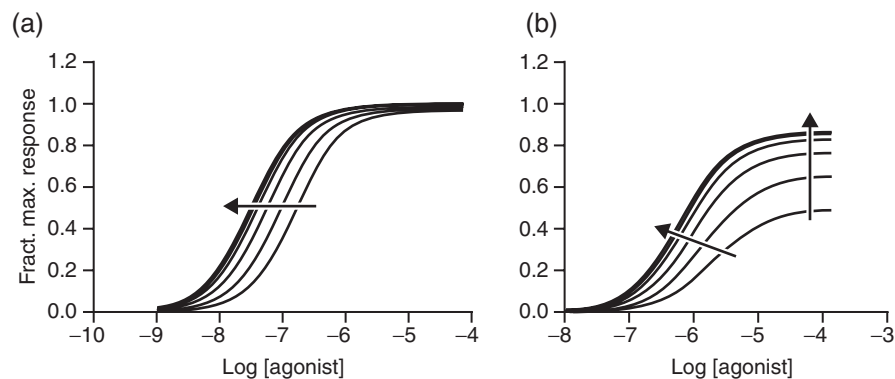 (a)
1.2
1.0
0.8
0.6
0.4
0.2
0.0
Fract. max. response
–10 –9 –8 –7 –6 –5 –4
Log [agonist]
(b)
1.2
1.0
0.8
0.6
0.4
0.2
0.0
–8 –7 –6 –5 –4 –3
Log [agonist]